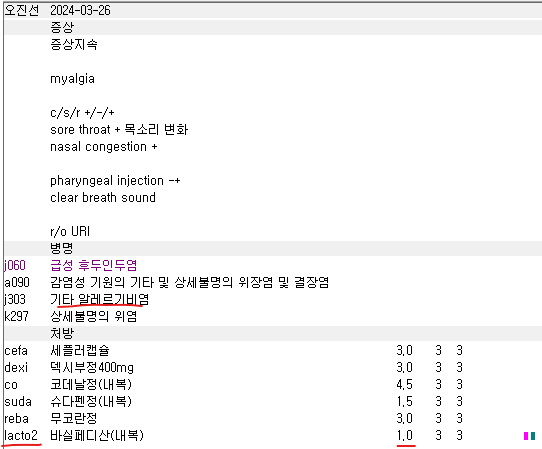 오진선 2024-03-26
증상
증상지속
myalgia
c/s/r +/-/+
sore throat + 목소리 변화
nasal congestion +
pharyngeal injection -+
clear breath sound
r/o URI
병명
j060 급성 후두인두염
a090 감염성 기원의 기타 및 상세불명의 위장염 및 결장염
j303 기타 알레르기비염
k297 상세불명의 위염
처방
cefa 세플러캡슐 3.0 3 3
dexi 덱시부정400mg 3.0 3 3
co 코데날정(내복) 4.5 3 3
suda 슈다펜정(내복) 1.5 3 3
reba 무코란정 3.0 3 3
lacto2 바실페디산(내복) 1.0 3 3